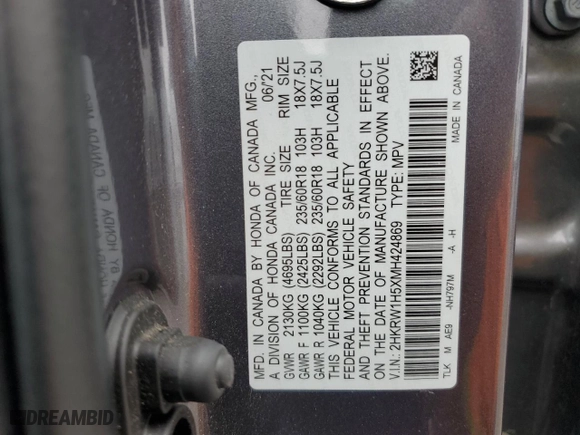 MFD. IN CANADA BY HONDA OF CANADA MFG.,
A DIVISION OF HONDA CANADA INC. 06/21
GVWR 2130KG (4695LBS) TIRE SIZE RIM SIZE
GAWR F 1100KG (2425LBS) 235/60R18 103H 18X7.5J
GAWR R 1040KG (2292LBS) 235/60R18 103H 18X7.5J
THIS VEHICLE CONFORMS TO ALL APPLICABLE
FEDERAL MOTOR VEHICLE SAFETY
AND THEFT PREVENTION STANDARDS IN EFFECT
ON THE DATE OF MANUFACTURE SHOWN ABOVE.
V.I.N.: 2HKRW1H5XMH424869 TYPE: MPV
TLK M AE9 -NH797M -A -H MADE IN CANADA
BIDREAMBID